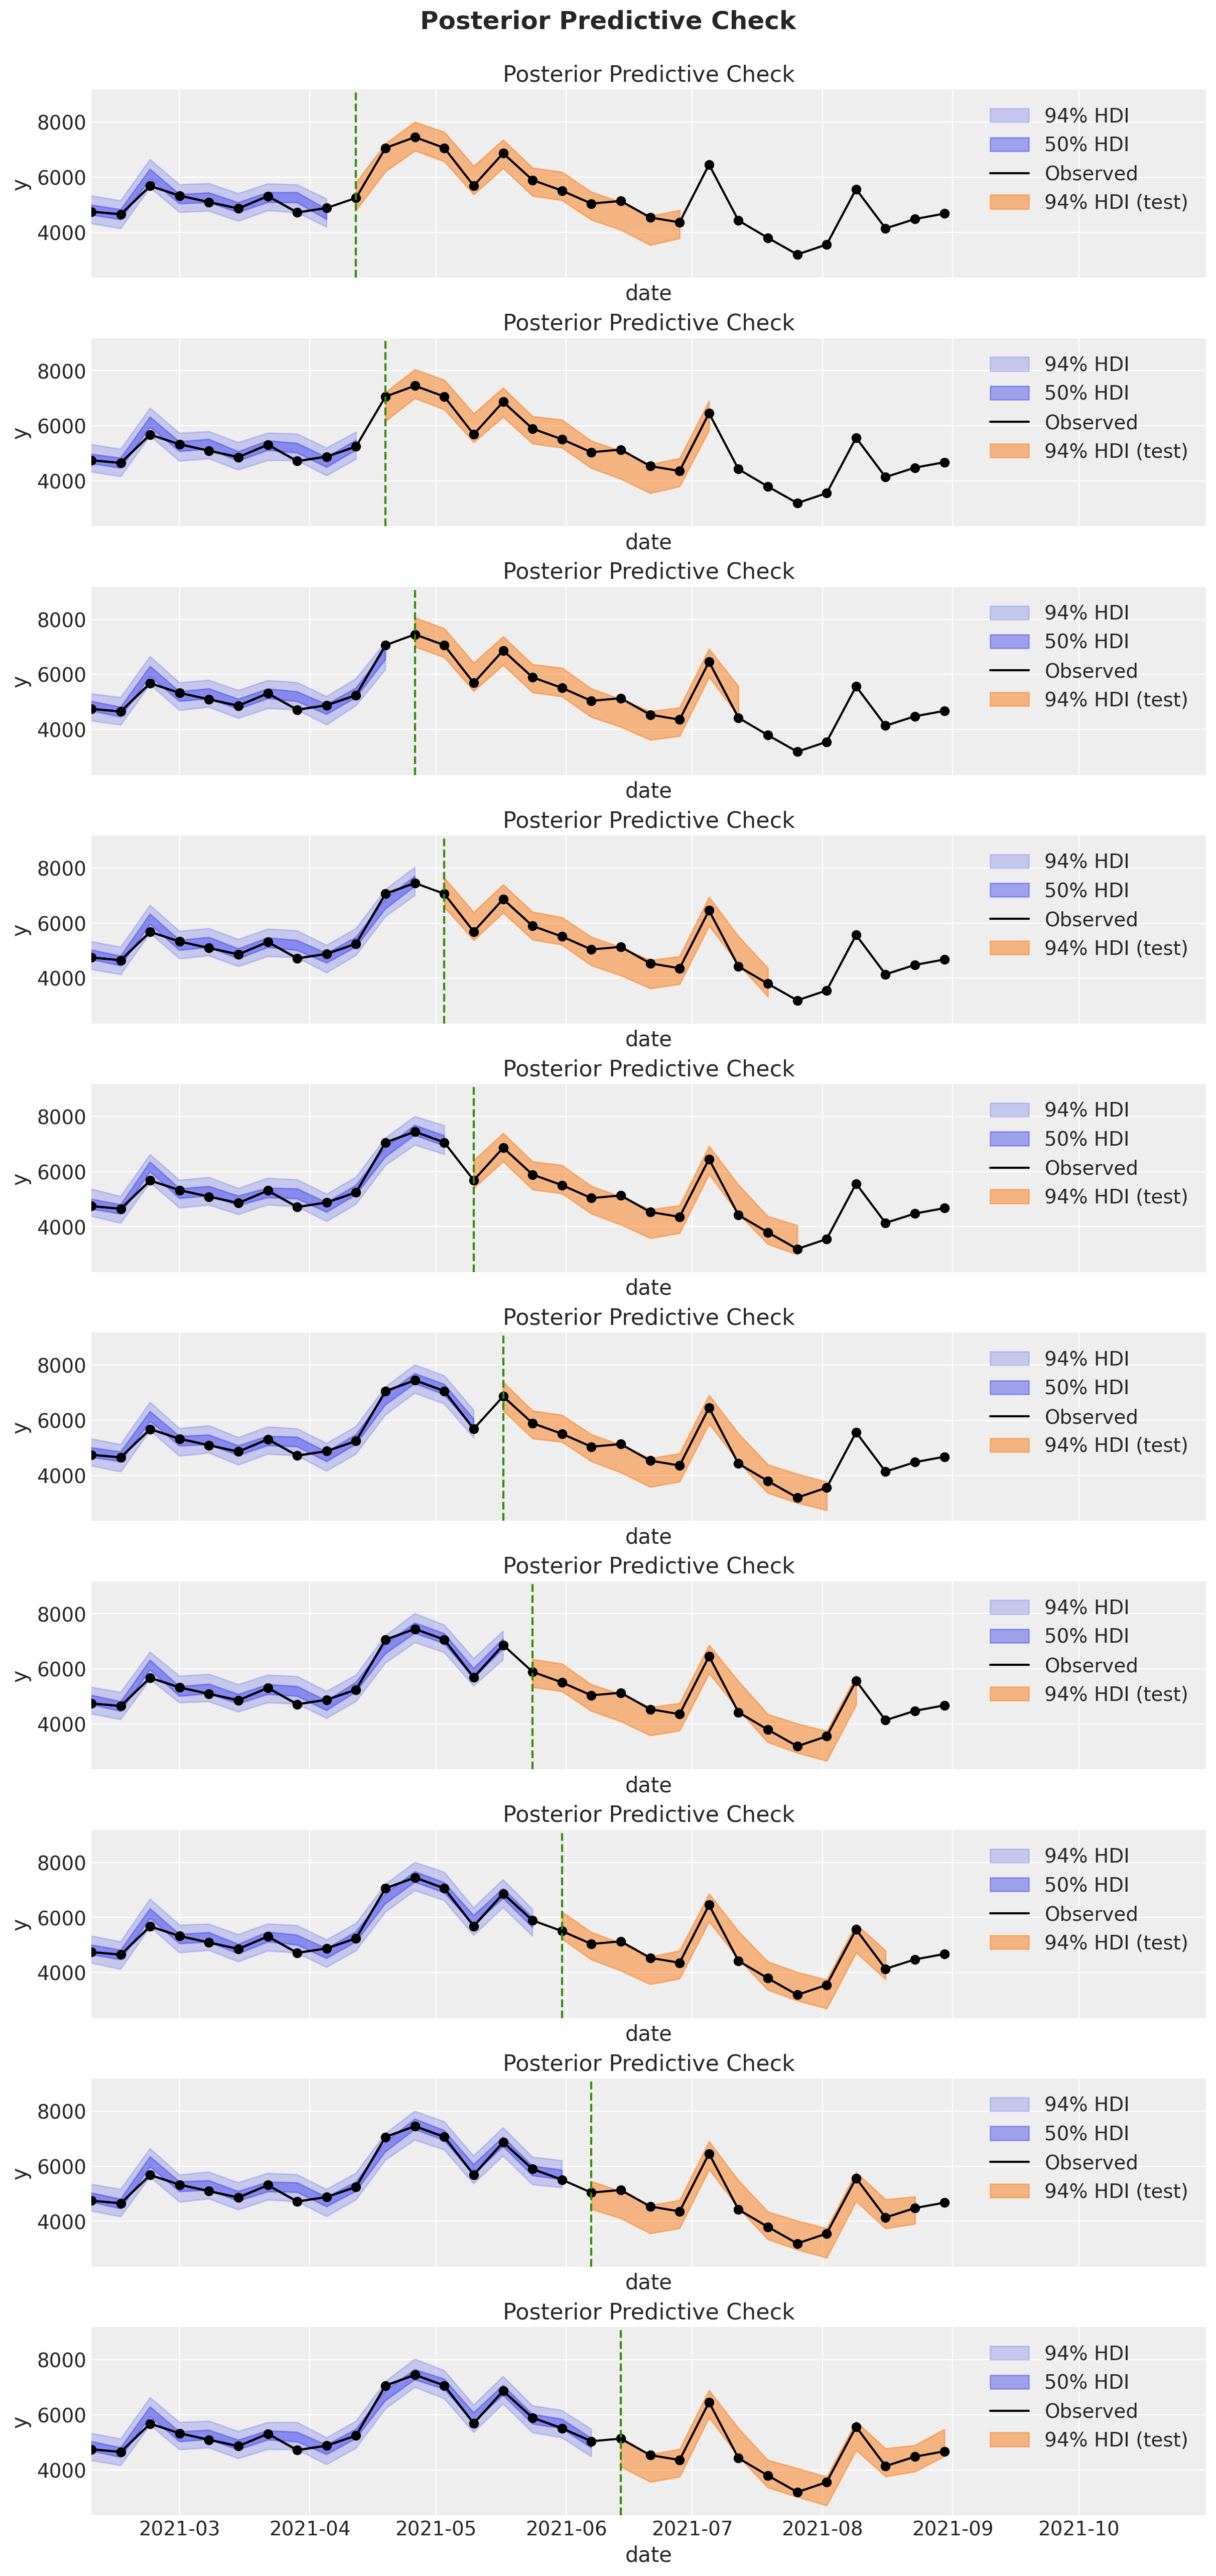 Posterior Predictive Check
Posterior Predictive Check
8000
6000
4000
y
94% HDI
50% HDI
Observed
94% HDI (test)
date
Posterior Predictive Check
8000
6000
4000
y
94% HDI
50% HDI
Observed
94% HDI (test)
date
Posterior Predictive Check
8000
6000
4000
y
94% HDI
50% HDI
Observed
94% HDI (test)
date
Posterior Predictive Check
8000
6000
4000
y
94% HDI
50% HDI
Observed
94% HDI (test)
date
Posterior Predictive Check
8000
6000
4000
y
94% HDI
50% HDI
Observed
94% HDI (test)
date
Posterior Predictive Check
8000
6000
4000
y
94% HDI
50% HDI
Observed
94% HDI (test)
date
Posterior Predictive Check
8000
6000
4000
y
94% HDI
50% HDI
Observed
94% HDI (test)
date
Posterior Predictive Check
8000
6000
4000
y
94% HDI
50% HDI
Observed
94% HDI (test)
date
Posterior Predictive Check
8000
6000
4000
y
94% HDI
50% HDI
Observed
94% HDI (test)
date
Posterior Predictive Check
8000
6000
4000
y
94% HDI
50% HDI
Observed
94% HDI (test)
2021-03 2021-04 2021-05 2021-06 2021-07 2021-08 2021-09 2021-10
date